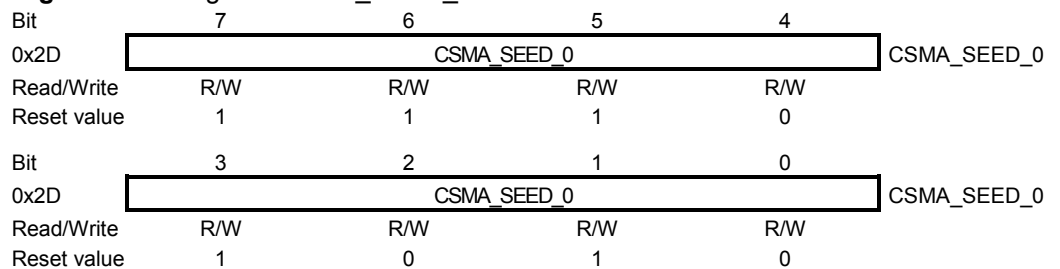 Bit 7 6 5 4
0x2D CSMA_SEED_0 CSMA_SEED_0
Read/Write R/W R/W R/W R/W
Reset value 1 1 1 0
Bit 3 2 1 0
0x2D CSMA_SEED_0 CSMA_SEED_0
Read/Write R/W R/W R/W R/W
Reset value 1 0 1 0